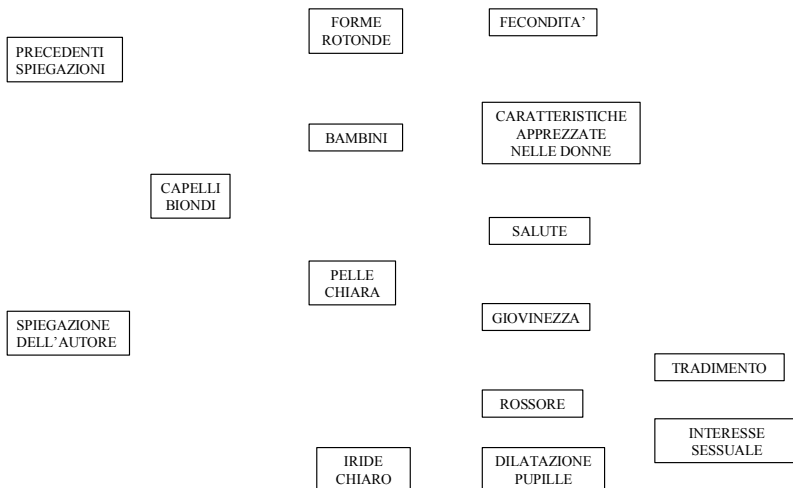 FORME
ROTONDE
FECONDITA’
PRECEDENTI
SPIEGAZIONI
BAMBINI
CARATTERISTICHE
APPREZZATE
NELLE DONNE
CAPELLI
BIONDI
SALUTE
PELLE
CHIARA
SPIEGAZIONE
DELL’AUTORE
GIOVINEZZA
TRADIMENTO
ROSSORE
INTERESSE
SESSUALE
IRIDE
CHIARO
DILATAZIONE
PUPILLE